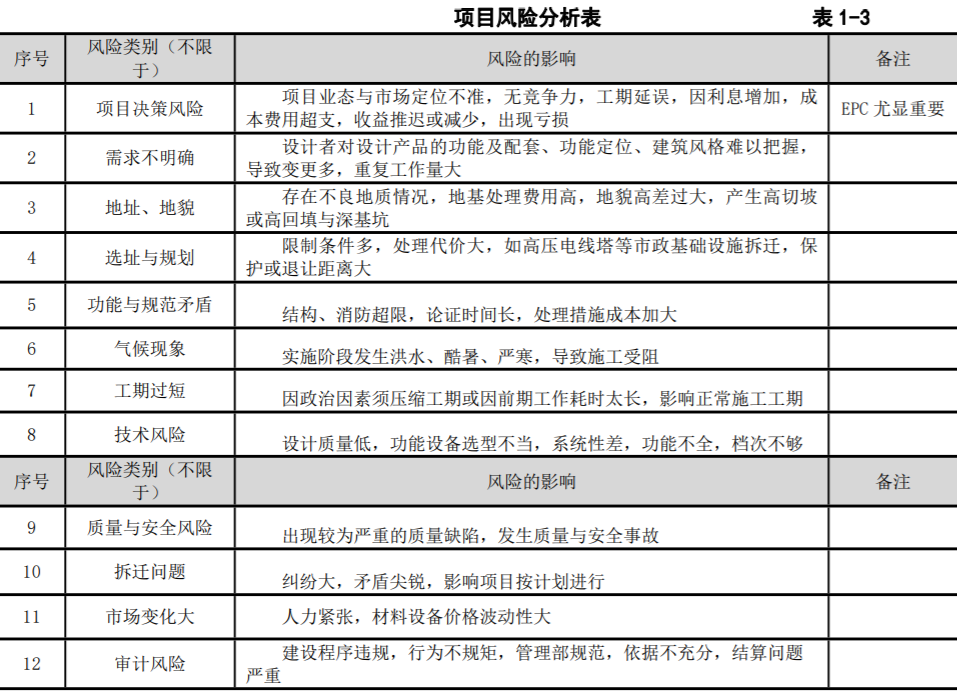 项目风险分析表 表 1-3
序号 风险类别（不限于） 风险的影响 备注
1 项目决策风险 项目业态与市场定位不准，无竞争力，工期延误，因利息增加，成
本费用超支，收益推迟或减少，出现亏损 EPC 尤显重要
2 需求不明确 设计者对设计产品的功能及配套、功能定位、建筑风格难以把握，
导致变更多，重复工作量大
3 地址、地貌 存在不良地质情况，地基处理费用高，地貌高差过大，产生高切坡
或高回填与深基坑
4 选址与规划 限制条件多，处理代价大，如高压电线塔等市政基础设施拆迁，保
护或退让距离大
5 功能与规范矛盾 结构、消防超限，论证时间长，处理措施成本加大
6 气候现象 实施阶段发生洪水、酷暑、严寒，导致施工受阻
7 工期过短 因政治因素须压缩工期或因前期工作耗时太长，影响正常施工工期
8 技术风险 设计质量低，功能设备选型不当，系统性差，功能不全，档次不够
序号 风险类别（不限于） 风险的影响 备注
9 质量与安全风险 出现较为严重的质量缺陷，发生质量与安全事故
10 拆迁问题 纠纷大，矛盾尖锐，影响项目按计划进行
11 市场变化大 人力紧张，材料设备价格波动性大
12 审计风险 建设程序违规，行为不规矩，管理部规范，依据不充分，结算问题
严重